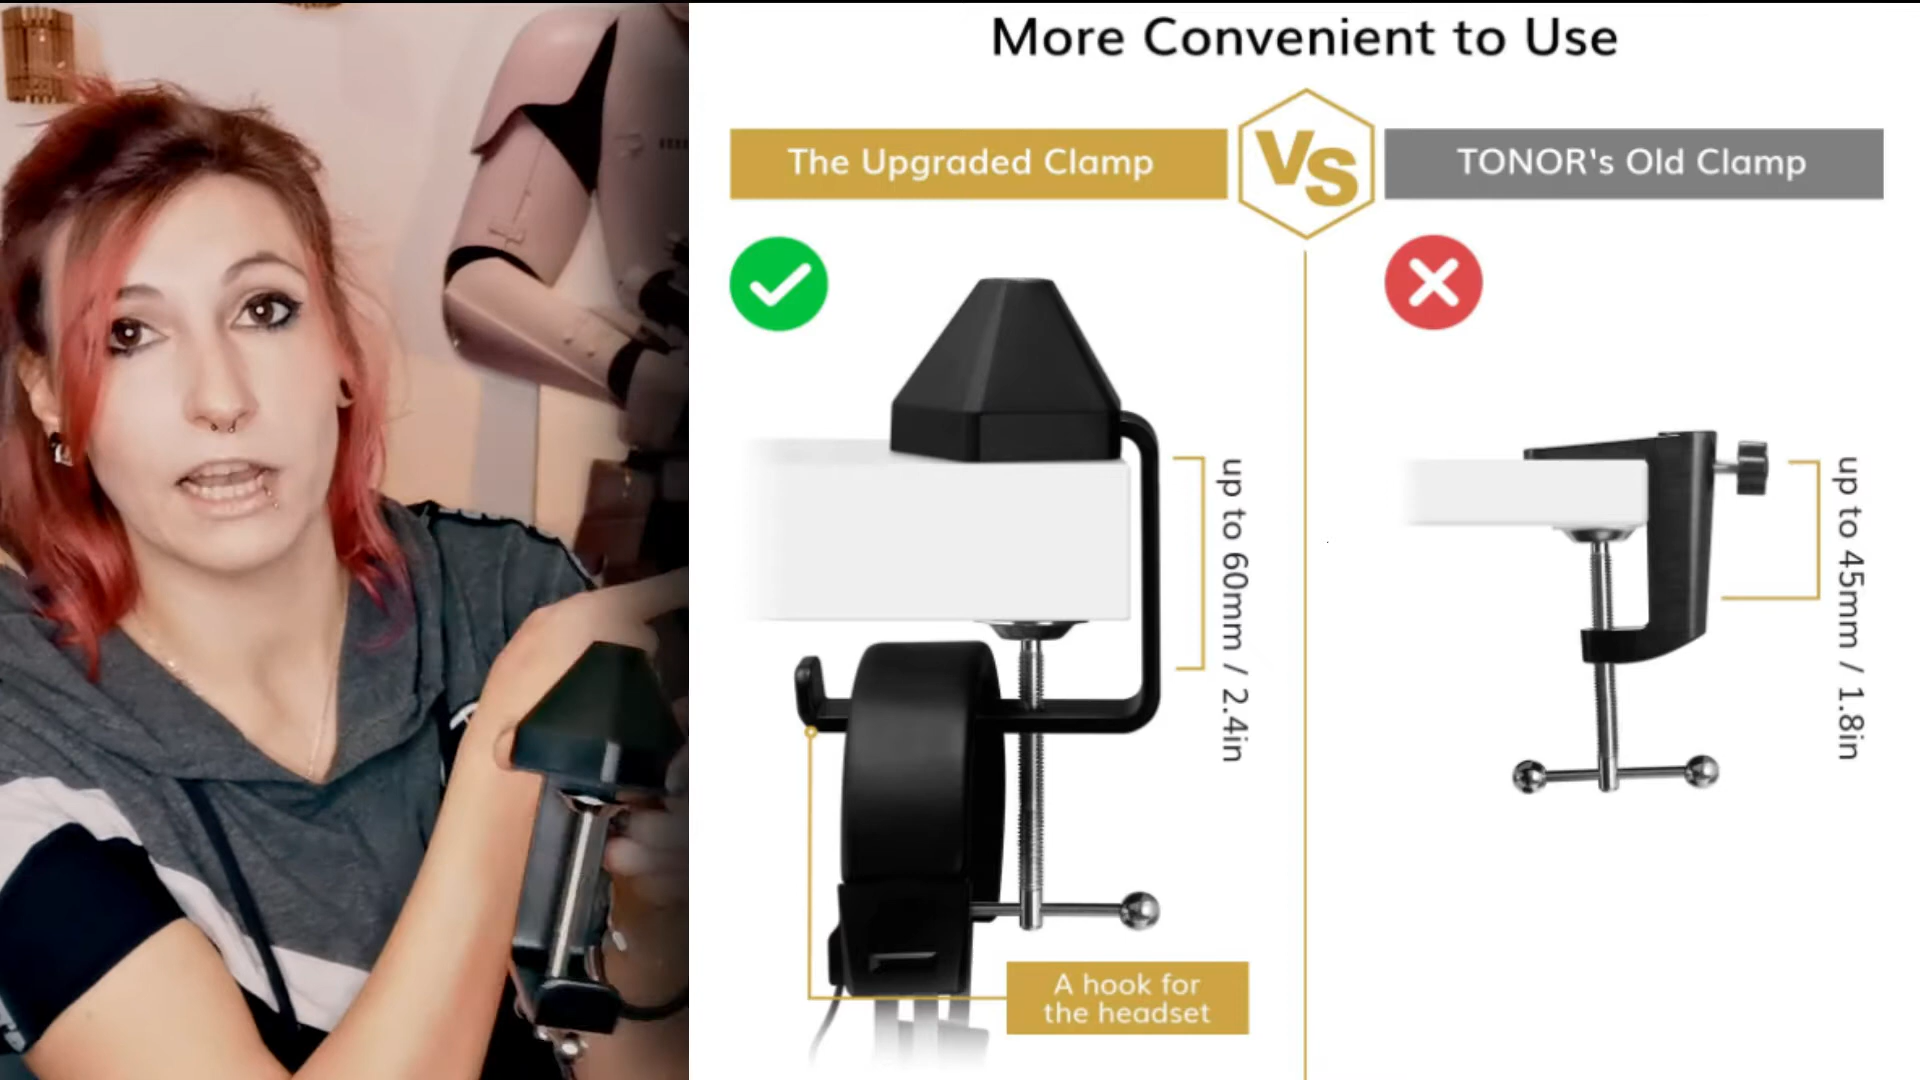 More Convenient to Use
The Upgraded Clamp
VS
TONOR's Old Clamp
up to 60mm / 2.4in
up to 45mm / 1.8in
A hook for
the headset